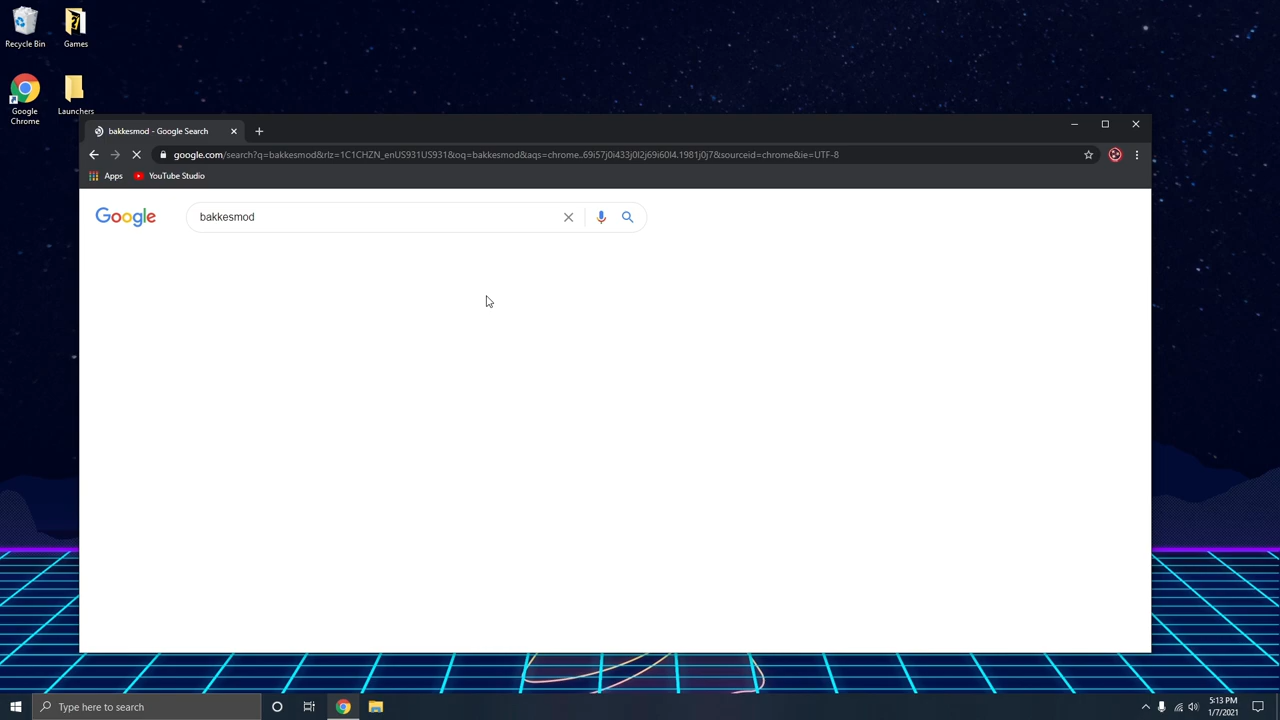 Recycle Bin
Games
Google
Chrome
Launchers
bakkesmod - Google Search
google.com/search?q=bakkesmod&rlz=1C1CHZN_enUS931US931&oq=bakkesmod&aqs=chrome..69i57j0i433j0l2j69i60l4.1981j0j7&sourceid=chrome&ie=UTF-8
Apps
YouTube Studio
Google
bakkesmod
Type here to search
5:13 PM
1/7/2021